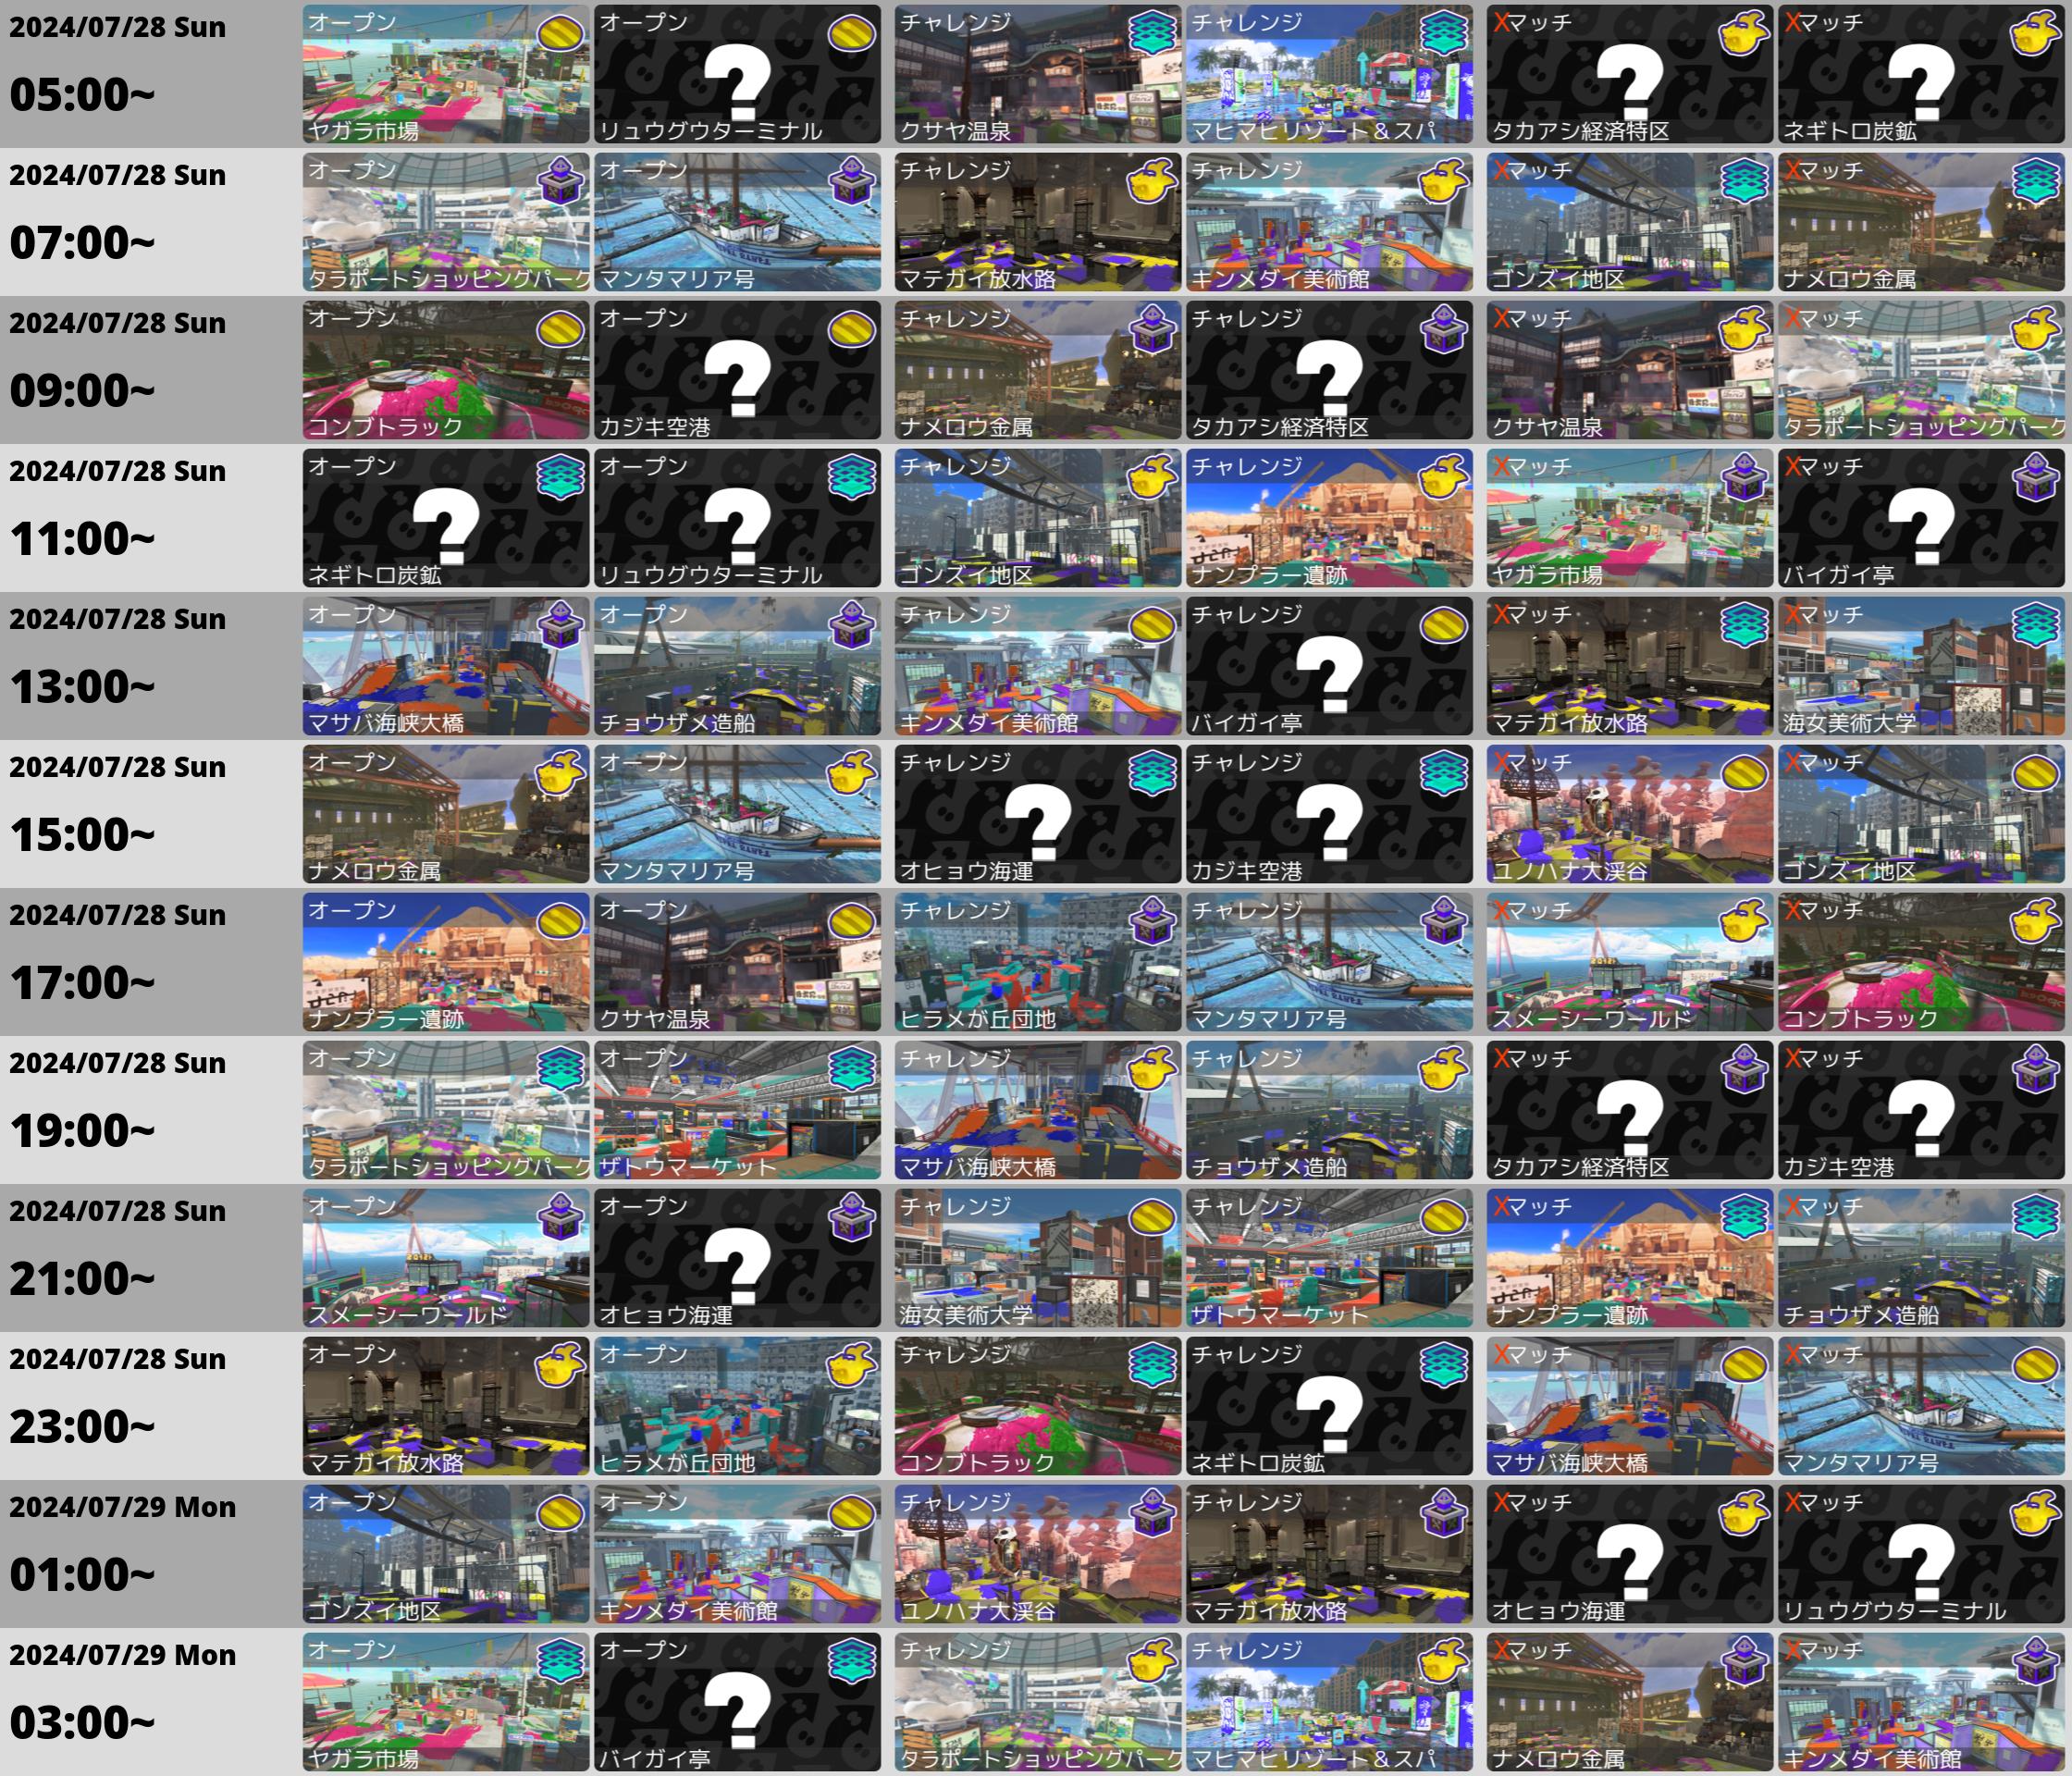 2024/07/28 Sun
05:00~
オープン
ヤガラ市場
オープン
リュウグウターミナル
チャレンジ
クサヤ温泉
チャレンジ
マヒマヒリゾート＆スパ
Xマッチ
タカアシ経済特区
Xマッチ
ネギトロ炭鉱
2024/07/28 Sun
07:00~
オープン
タラポートショッピングパーク
オープン
マンタマリア号
チャレンジ
マテガイ放水路
チャレンジ
キンメダイ美術館
Xマッチ
ゴンズイ地区
Xマッチ
ナメロウ金属
2024/07/28 Sun
09:00~
オープン
コンブトラック
オープン
カジキ空港
チャレンジ
ナメロウ金属
チャレンジ
タカアシ経済特区
Xマッチ
クサヤ温泉
Xマッチ
タラポートショッピングパーク
2024/07/28 Sun
11:00~
オープン
ネギトロ炭鉱
オープン
リュウグウターミナル
チャレンジ
ゴンズイ地区
チャレンジ
ナンプラー遺跡
Xマッチ
ヤガラ市場
Xマッチ
バイガイ亭
2024/07/28 Sun
13:00~
オープン
マサバ海峡大橋
オープン
チョウザメ造船
チャレンジ
キンメダイ美術館
チャレンジ
バイガイ亭
Xマッチ
マテガイ放水路
Xマッチ
海女美術大学
2024/07/28 Sun
15:00~
オープン
ナメロウ金属
オープン
マンタマリア号
チャレンジ
オヒョウ海運
チャレンジ
カジキ空港
Xマッチ
ユノハナ大渓谷
Xマッチ
ゴンズイ地区
2024/07/28 Sun
17:00~
オープン
ナンプラー遺跡
オープン
クサヤ温泉
チャレンジ
ヒラメが丘団地
チャレンジ
マンタマリア号
Xマッチ
スメーシーワールド
Xマッチ
コンブトラック
2024/07/28 Sun
19:00~
オープン
タラポートショッピングパーク
オープン
ザトウマーケット
チャレンジ
マサバ海峡大橋
チャレンジ
チョウザメ造船
Xマッチ
タカアシ経済特区
Xマッチ
カジキ空港
2024/07/28 Sun
21:00~
オープン
スメーシーワールド
オープン
オヒョウ海運
チャレンジ
海女美術大学
チャレンジ
ザトウマーケット
Xマッチ
ナンプラー遺跡
Xマッチ
チョウザメ造船
2024/07/28 Sun
23:00~
オープン
マテガイ放水路
オープン
ヒラメが丘団地
チャレンジ
コンブトラック
チャレンジ
ネギトロ炭鉱
Xマッチ
マサバ海峡大橋
Xマッチ
マンタマリア号
2024/07/29 Mon
01:00~
オープン
ゴンズイ地区
オープン
キンメダイ美術館
チャレンジ
ユノハナ大渓谷
チャレンジ
マテガイ放水路
Xマッチ
オヒョウ海運
Xマッチ
リュウグウターミナル
2024/07/29 Mon
03:00~
オープン
ヤガラ市場
オープン
バイガイ亭
チャレンジ
タラポートショッピングパーク
チャレンジ
マヒマヒリゾート＆スパ
Xマッチ
ナメロウ金属
Xマッチ
キンメダイ美術館